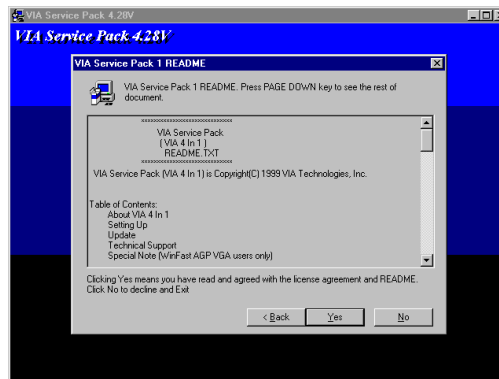 VIA Service Pack 4.28V
VIA Service Pack 4.28V
VIA Service Pack 1 README
VIA Service Pack 1 README. Press PAGE DOWN key to see the rest of
document.
==============================
VIA Service Pack
( VIA 4 In 1 )
README.TXT
==============================
VIA Service Pack (VIA 4 In 1) is Copyright(C) 1999 VIA Technologies, Inc.
Table of Contents:
About VIA 4 In 1
Setting Up
Update
Technical Support
Special Note (WinFast AGP VGA users only)
Clicking Yes means you have read and agreed with the license agreement and README.
Click No to decline and Exit
< Back
Yes
No